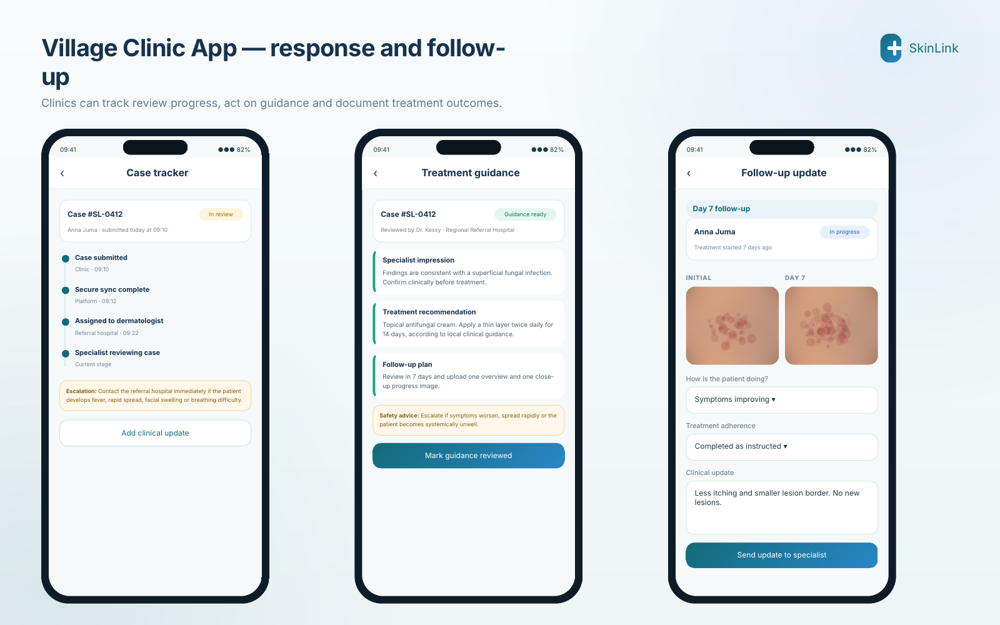 Village Clinic App — response and follow-
up
Clinics can track review progress, act on guidance and document treatment outcomes.
SkinLink
09:41
●●● 82%
‹
Case tracker
Case #SL-0412
In review
Anna Juma · submitted today at 09:10
Case submitted
Clinic · 09:10
Secure sync complete
Platform · 09:12
Assigned to dermatologist
Referral hospital · 09:22
Specialist reviewing case
Current stage
Escalation: Contact the referral hospital immediately if the patient
develops fever, rapid spread, facial swelling or breathing difficulty.
Add clinical update
09:41
●●● 82%
‹
Treatment guidance
Case #SL-0412
Guidance ready
Reviewed by Dr. Kessy · Regional Referral Hospital
Specialist impression
Findings are consistent with a superficial fungal infection.
Confirm clinically before treatment.
Treatment recommendation
Topical antifungal cream. Apply a thin layer twice daily for
14 days, according to local clinical guidance.
Follow-up plan
Review in 7 days and upload one overview and one close-
up progress image.
Safety advice: Escalate if symptoms worsen, spread rapidly or the
patient becomes systemically unwell.
Mark guidance reviewed
09:41
●●● 82%
‹
Follow-up update
Day 7 follow-up
Anna Juma
In progress
Treatment started 7 days ago
INITIAL
DAY 7
How is the patient doing?
Symptoms improving ▾
Treatment adherence
Completed as instructed ▾
Clinical update
Less itching and smaller lesion border. No new
lesions.
Send update to specialist